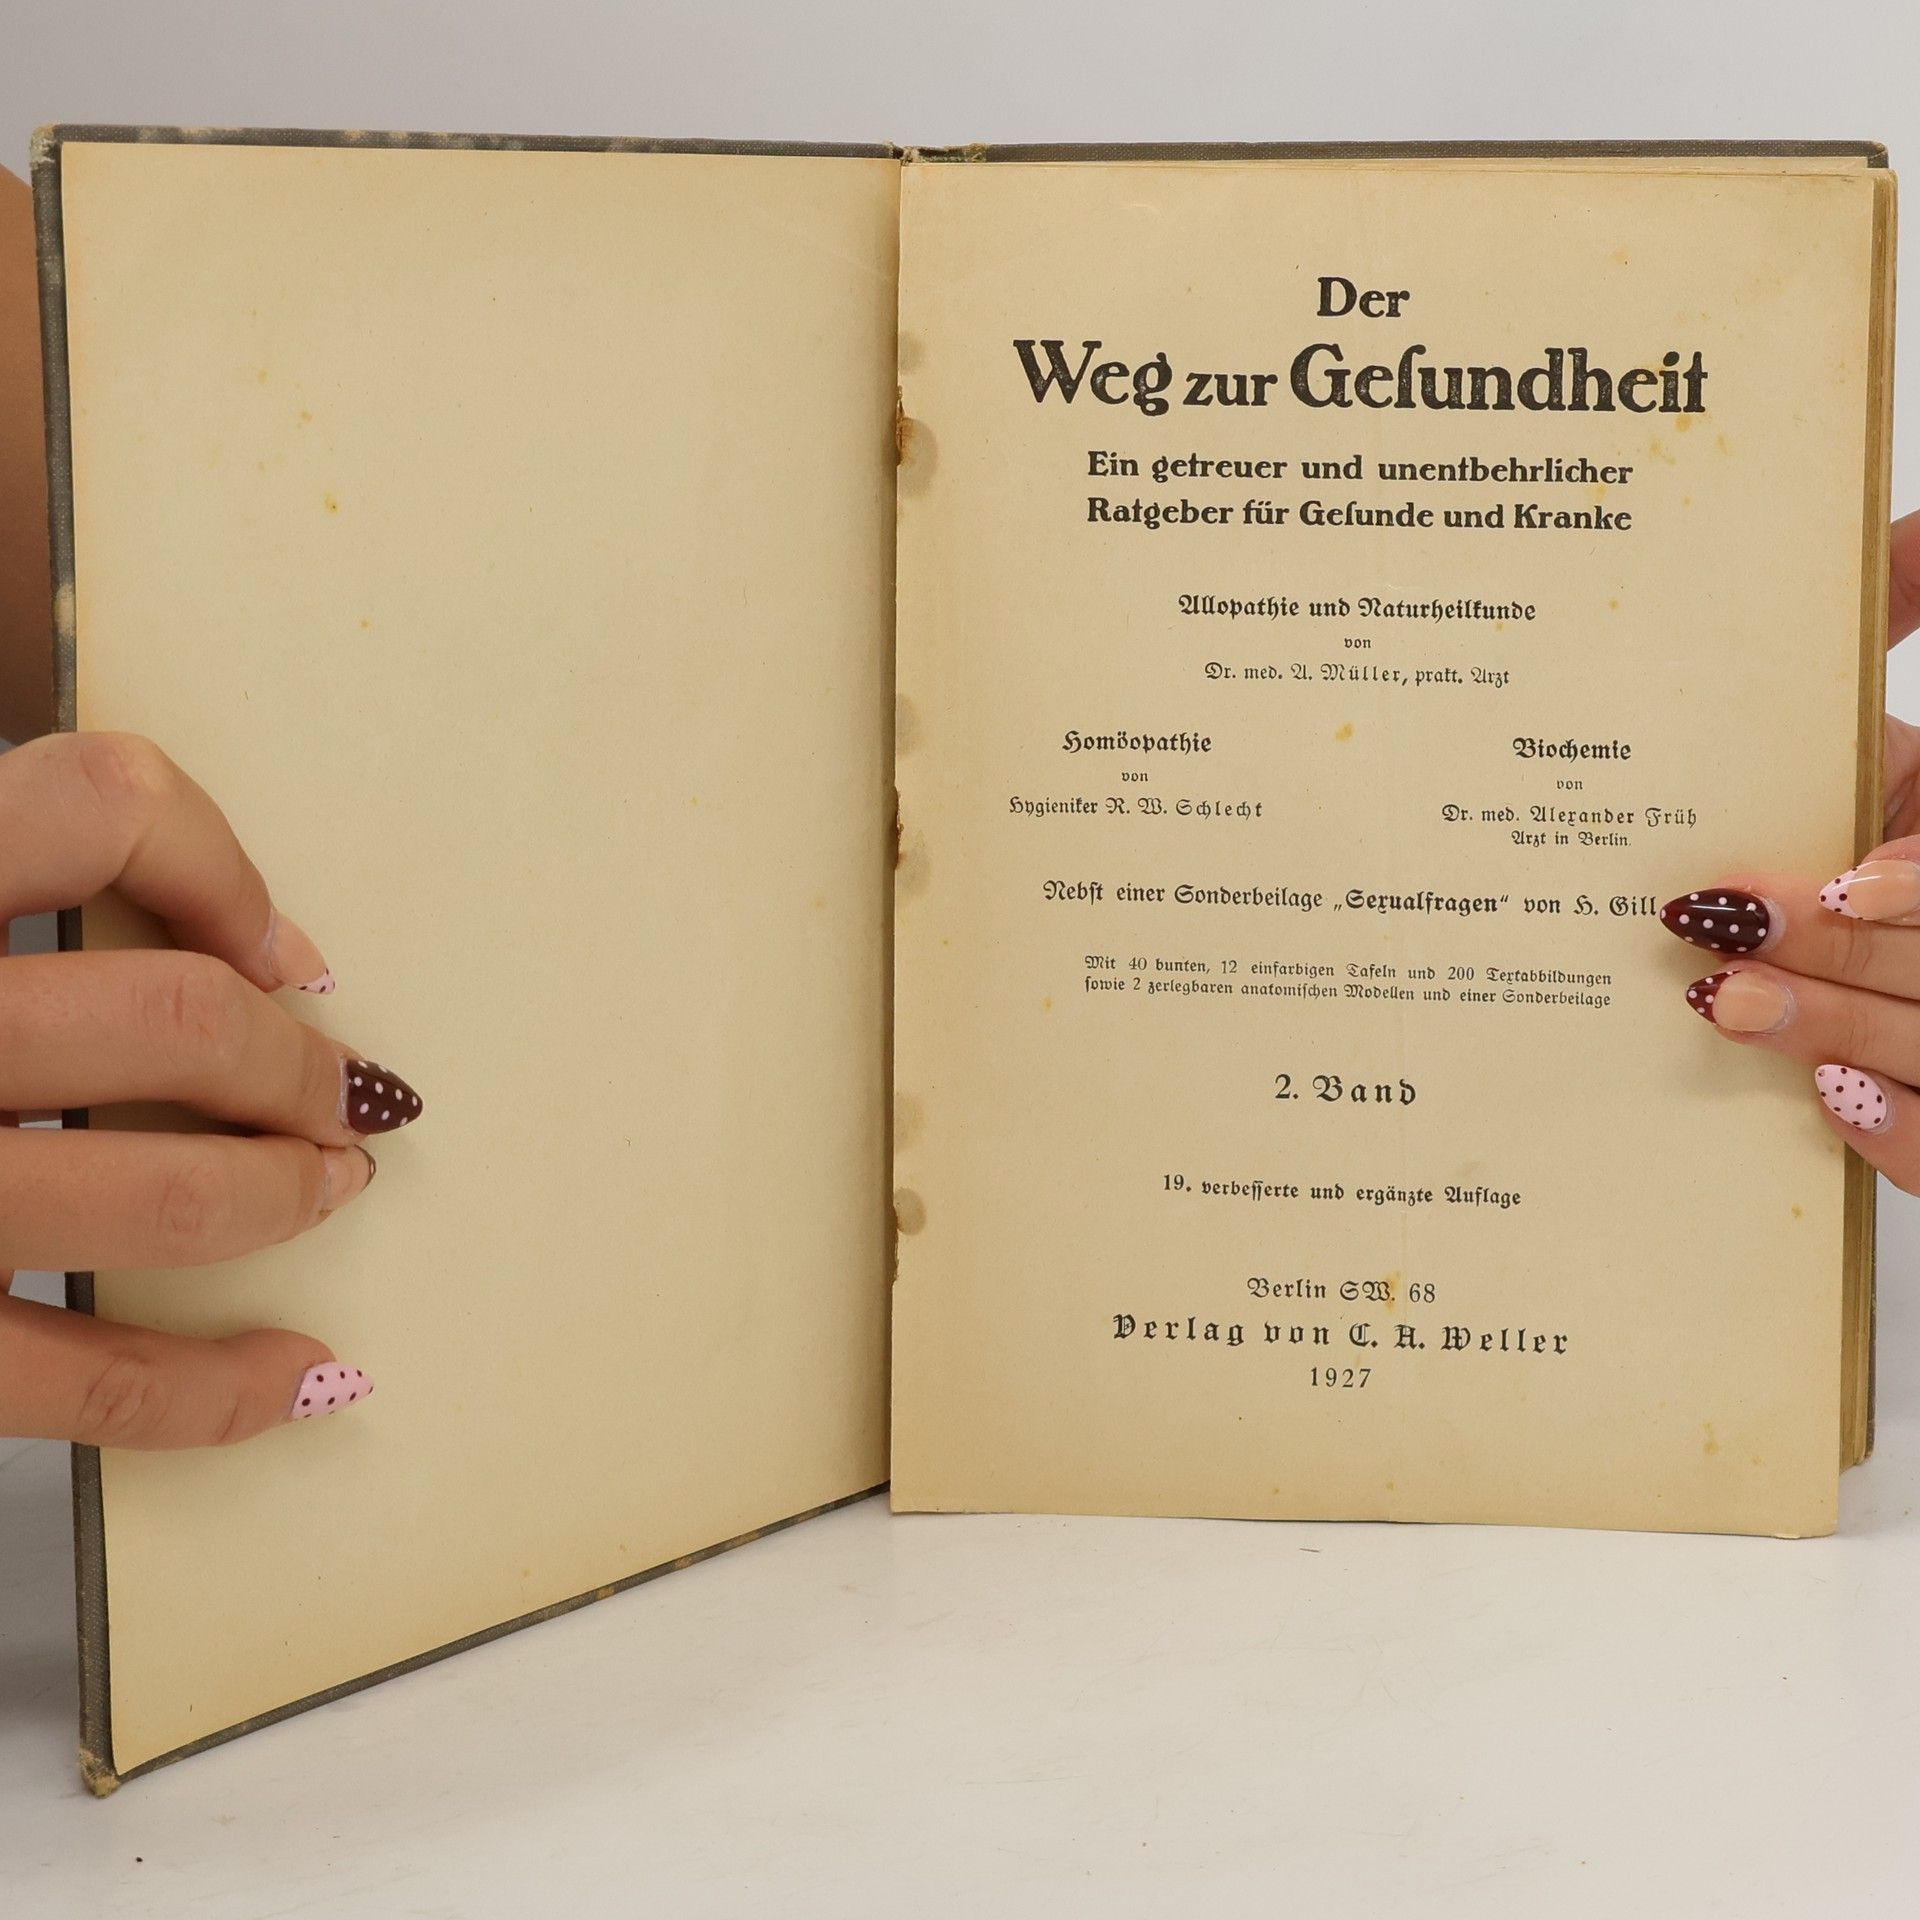 Der
Weg zur Geſundheit
Ein getreuer und unentbehrlicher
Ratgeber für Geſunde und Kranke
Allopathie und Naturheilkunde
von
Dr. med. A. Müller, prakt. Arzt
Homöopathie
von
Hygieniker R. W. Schlecht
Biochemie
von
Dr. med. Alexander Früh
Arzt in Berlin.
Nebſt einer Sonderbeilage „Sexualfragen“ von H. Gill
Mit 40 bunten, 12 einfarbigen Tafeln und 200 Textabbildungen
ſowie 2 zerlegbaren anatomiſchen Modellen und einer Sonderbeilage
2. Band
19. verbeſſerte und ergänzte Auflage
Berlin SW. 68
Verlag von C. A. Weller
1927